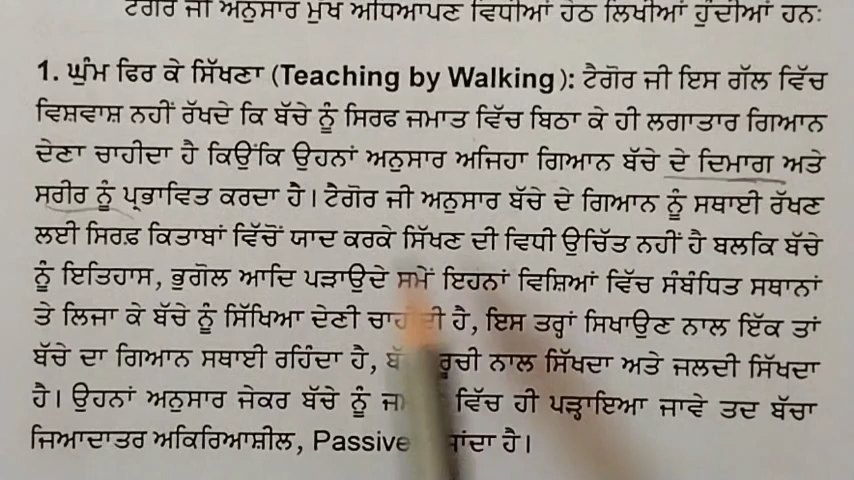 ਟੈਗੋਰ ਜੀ ਅਨੁਸਾਰ ਮੁੱਖ ਅਧਿਆਪਣ ਵਿਧੀਆਂ ਹੇਠ ਲਿਖੀਆਂ ਹੁੰਦੀਆਂ ਹਨਃ
1. ਘੁੰਮ ਫਿਰ ਕੇ ਸਿੱਖਣਾ (Teaching by Walking): ਟੈਗੋਰ ਜੀ ਇਸ ਗੱਲ ਵਿੱਚ
ਵਿਸ਼ਵਾਸ਼ ਨਹੀਂ ਰੱਖਦੇ ਕਿ ਬੱਚੇ ਨੂੰ ਸਿਰਫ ਜਮਾਤ ਵਿੱਚ ਬਿਠਾ ਕੇ ਹੀ ਲਗਾਤਾਰ ਗਿਆਨ
ਦੇਣਾ ਚਾਹੀਦਾ ਹੈ ਕਿਉਂਕਿ ਉਹਨਾਂ ਅਨੁਸਾਰ ਅਜਿਹਾ ਗਿਆਨ ਬੱਚੇ ਦੇ ਦਿਮਾਗ ਅਤੇ
ਸਰੀਰ ਨੂੰ ਪ੍ਰਭਾਵਿਤ ਕਰਦਾ ਹੈ। ਟੈਗੋਰ ਜੀ ਅਨੁਸਾਰ ਬੱਚੇ ਦੇ ਗਿਆਨ ਨੂੰ ਸਥਾਈ ਰੱਖਣ
ਲਈ ਸਿਰਫ਼ ਕਿਤਾਬਾਂ ਵਿੱਚੋਂ ਯਾਦ ਕਰਕੇ ਸਿੱਖਣ ਦੀ ਵਿਧੀ ਉਚਿੱਤ ਨਹੀਂ ਹੈ ਬਲਕਿ ਬੱਚੇ
ਨੂੰ ਇਤਿਹਾਸ, ਭੁਗੋਲ ਆਦਿ ਪੜਾਉਦੇ ਸਮੇਂ ਇਹਨਾਂ ਵਿਸ਼ਿਆਂ ਵਿੱਚ ਸੰਬੰਧਿਤ ਸਥਾਨਾਂ
ਤੇ ਲਿਜਾ ਕੇ ਬੱਚੇ ਨੂੰ ਸਿੱਖਿਆ ਦੇਣੀ ਹੈ, ਇਸ ਤਰ੍ਹਾਂ ਸਿਖਾਉਣ ਨਾਲ ਇੱਕ ਤਾਂ
ਬੱਚੇ ਦਾ ਗਿਆਨ ਸਥਾਈ ਰਹਿੰਦਾ ਹੈ, ਨਾਲ ਸਿੱਖਦਾ ਅਤੇ ਜਲਦੀ ਸਿੱਖਦਾ
ਹੈ। ਉਹਨਾਂ ਅਨੁਸਾਰ ਜੇਕਰ ਬੱਚੇ ਨੂੰ ਵਿੱਚ ਹੀ ਪੜ੍ਹਾਇਆ ਜਾਵੇ ਤਦ ਬੱਚਾ
ਜਿਆਦਾਤਰ ਅਕਿਰਿਆਸ਼ੀਲ, Passive ਹੈ।